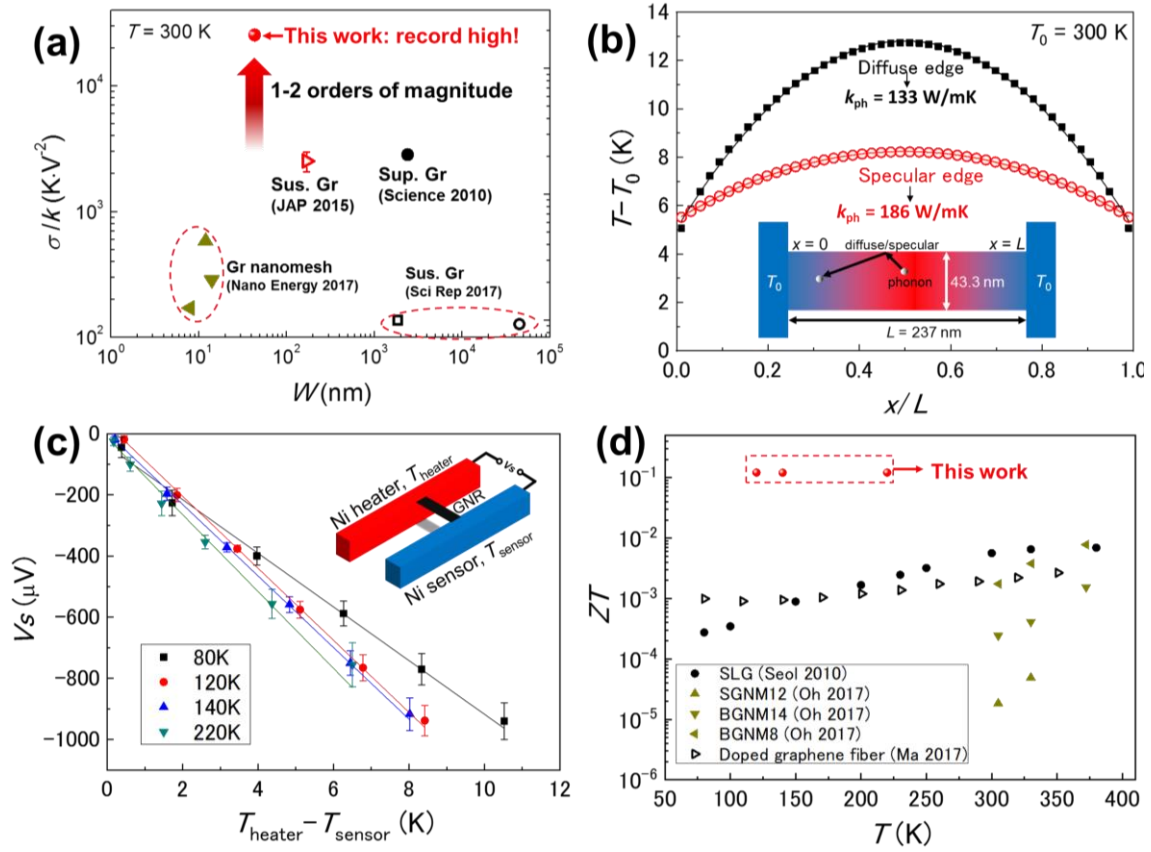 (a)
T = 300 K
This work: record high!
1-2 orders of magnitude
Sus. Gr
(JAP 2015)
Sup. Gr
(Science 2010)
Gr nanomesh
(Nano Energy 2017)
Sus. Gr
(Sci Rep 2017)
σ/k (K·V⁻²)
10⁴
10³
10²
10⁰
10¹
10²
10³
10⁴
10⁵
W (nm)
(b)
T₀ = 300 K
Diffuse edge
kph = 133 W/mK
Specular edge
kph = 186 W/mK
x = 0
diffuse/specular
x = L
T₀
phonon
43.3 nm
T₀
L = 237 nm
T − T₀ (K)
14
12
10
8
6
4
2
0
0.0
0.2
0.4
0.6
0.8
1.0
x/L
(c)
Vs
Ni heater, Theater
GNR
Ni sensor, Tsensor
80K
120K
140K
220K
Vs (μV)
0
−200
−400
−600
−800
−1000
0
2
4
6
8
10
12
Theater−Tsensor (K)
(d)
This work
SLG (Seol 2010)
SGNM12 (Oh 2017)
BGNM14 (Oh 2017)
BGNM8 (Oh 2017)
Doped graphene fiber (Ma 2017)
ZT
10⁻¹
10⁻²
10⁻³
10⁻⁴
10⁻⁵
10⁻⁶
50
100
150
200
250
300
350
400
T (K)